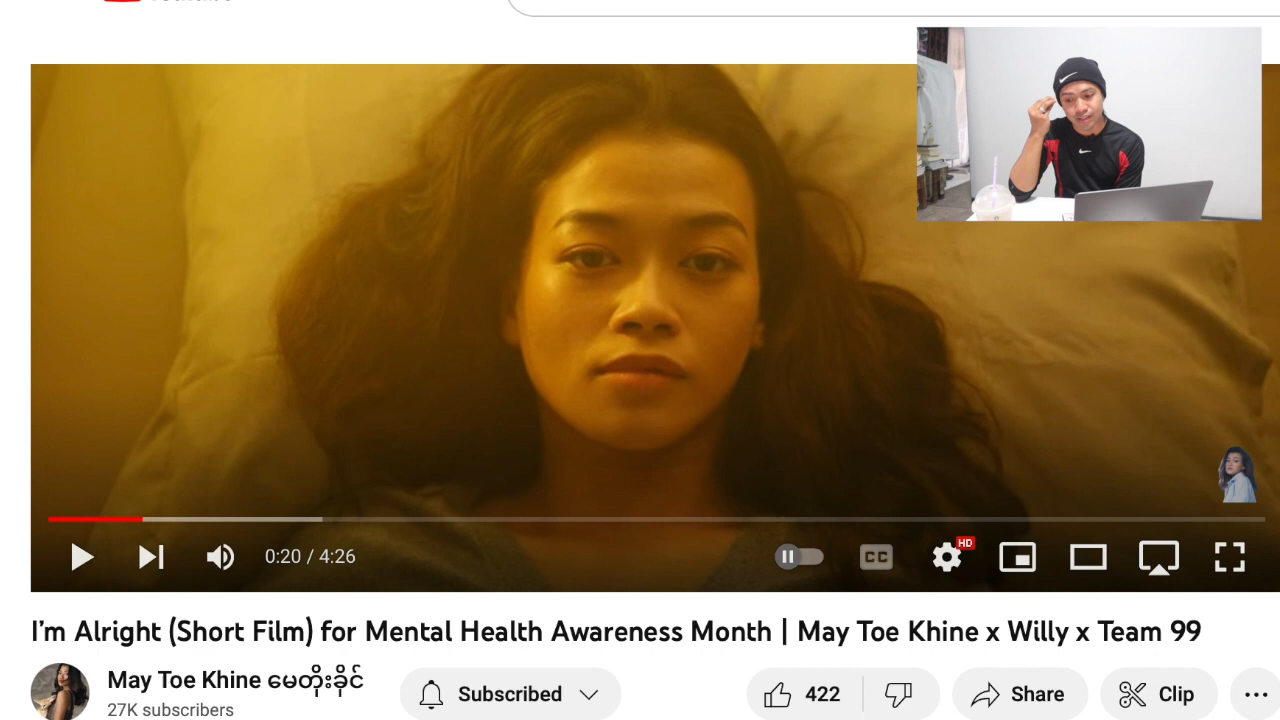 HD
CC
0:20 / 4:26
I'm Alright (Short Film) for Mental Health Awareness Month | May Toe Khine x Willy x Team 99
May Toe Khine မေတိုးခိုင်
27K subscribers
Subscribed
422
Share
Clip